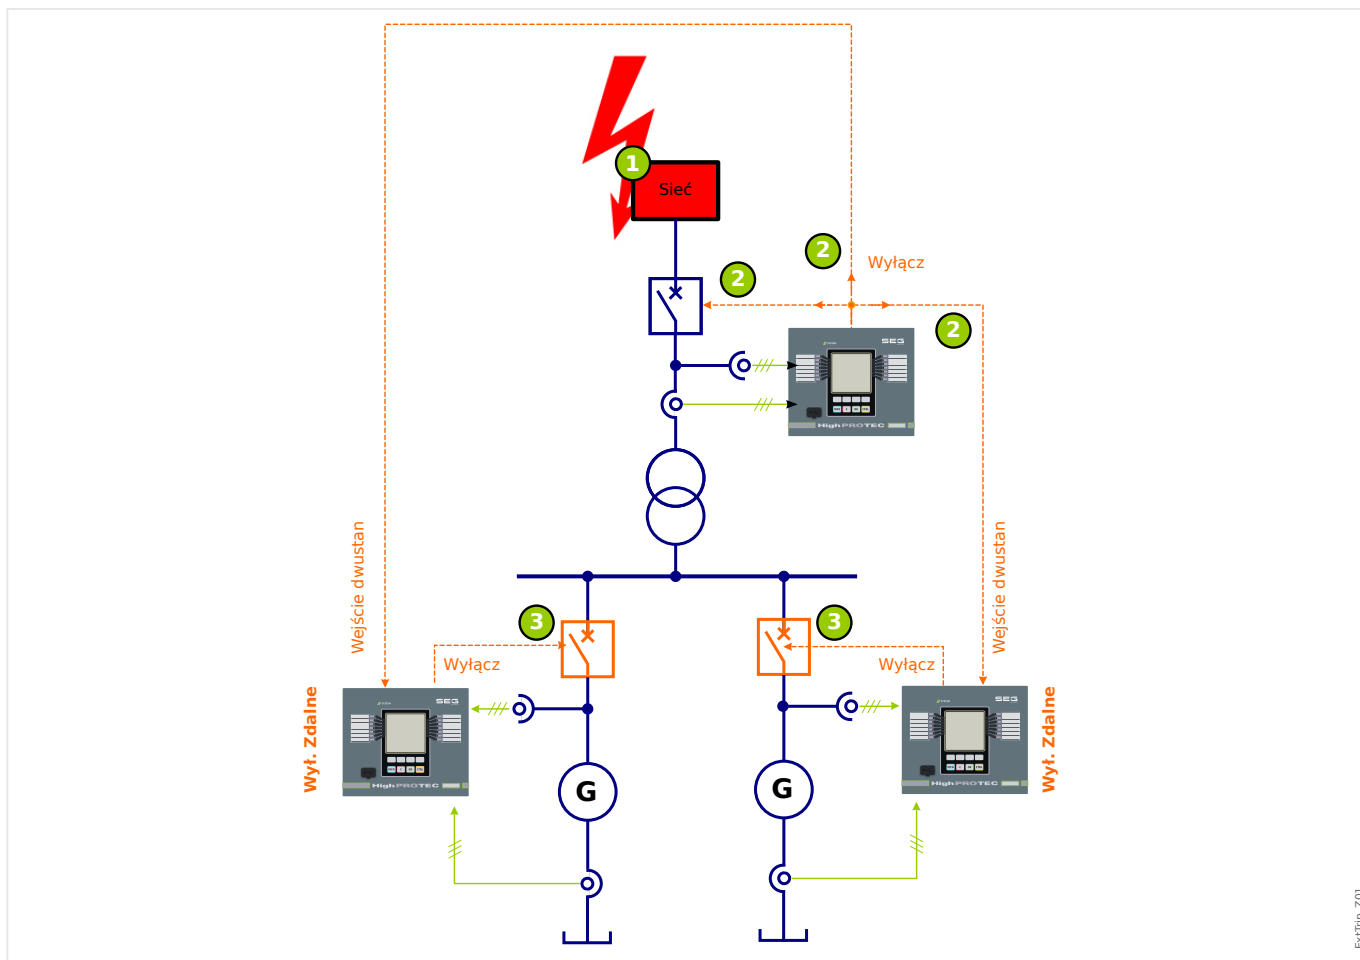 1
Sieć
2
Wyłącz
2
2
SEG
HighPROTEC
Wejście dwustan
Wejście dwustan
3
3
Wyłącz
Wyłącz
Wył. Zdalne
SEG
HighPROTEC
SEG
HighPROTEC
Wył. Zdalne
G
G